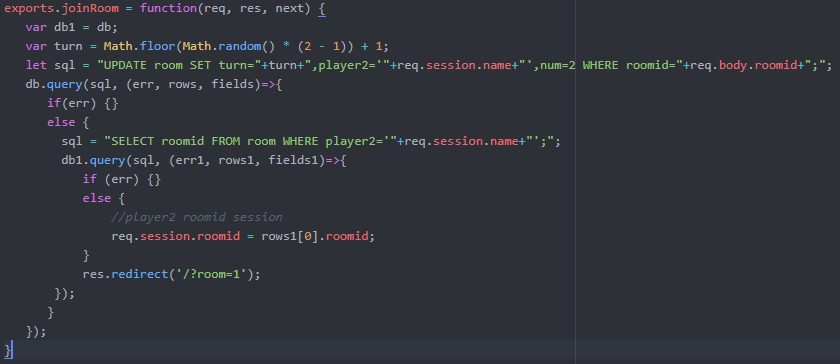 exports.joinRoom = function(req, res, next) {
var db1 = db;
var turn = Math.floor(Math.random() * (2 - 1)) + 1;
let sql = "UPDATE room SET turn="+turn+",player2='"+req.session.name+"',num=2 WHERE roomid="+req.body.roomid+";";
db.query(sql, (err, rows, fields)=>{
if(err) {}
else {
sql = "SELECT roomid FROM room WHERE player2='"+req.session.name+"';";
db1.query(sql, (err1, rows1, fields1)=>{
if (err) {}
else {
//player2 roomid session
req.session.roomid = rows1[0].roomid;
}
res.redirect('/?room=1');
});
}
});
}